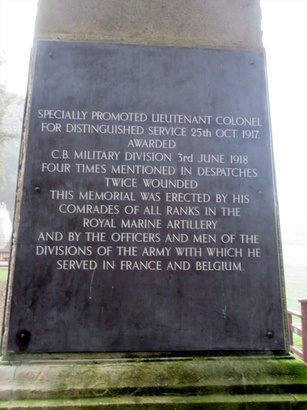 SPECIALLY PROMOTED LIEUTENANT COLONEL
FOR DISTINGUISHED SERVICE 25th OCT. 1917.
AWARDED
C.B. MILITARY DIVISION 3rd JUNE 1918
FOUR TIMES MENTIONED IN DESPATCHES
TWICE WOUNDED
THIS MEMORIAL WAS ERECTED BY HIS
COMRADES OF ALL RANKS IN THE
ROYAL MARINE ARTILLERY
AND BY THE OFFICERS AND MEN OF THE
DIVISIONS OF THE ARMY WITH WHICH HE
SERVED IN FRANCE AND BELGIUM.